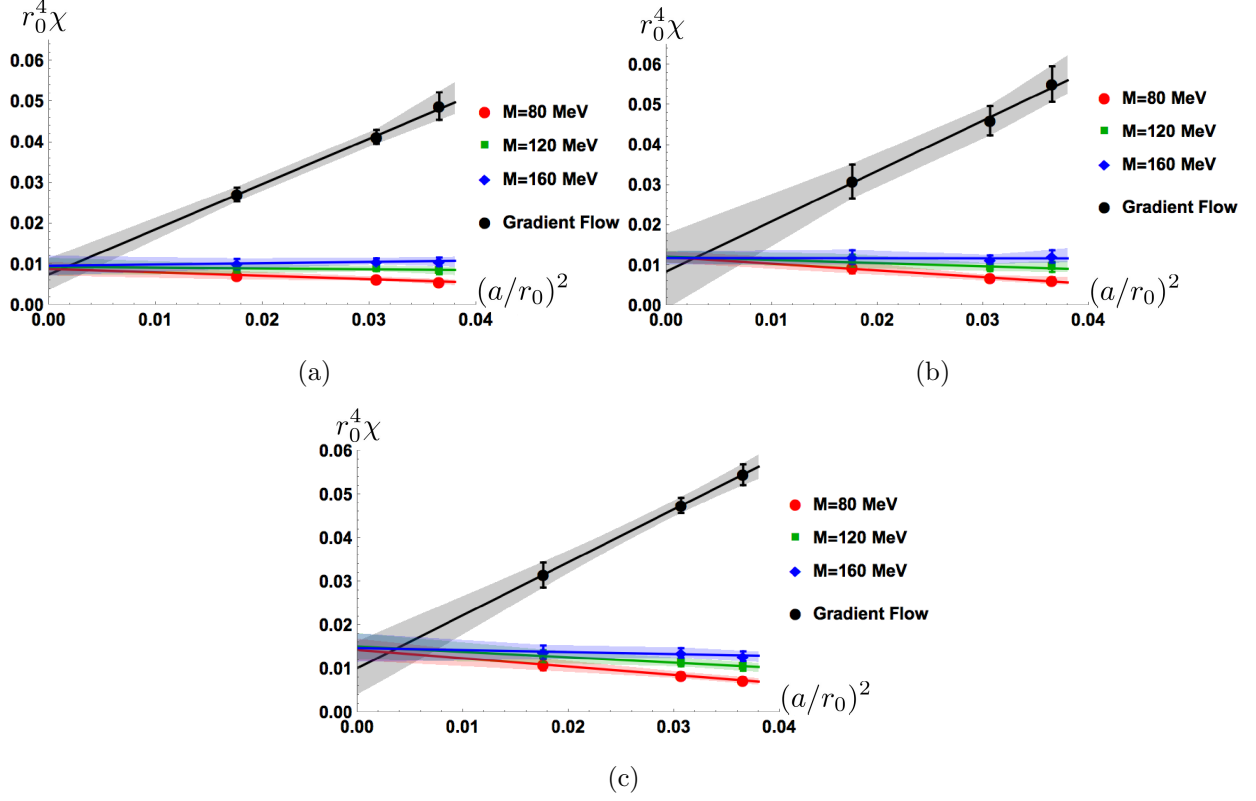 r_0^4 χ
0.06
0.05
0.04
0.03
0.02
0.01
0.00
0.00 0.01 0.02 0.03 0.04
(a/r_0)^2
M=80 MeV
M=120 MeV
M=160 MeV
Gradient Flow
(a)
r_0^4 χ
0.06
0.05
0.04
0.03
0.02
0.01
0.00
0.00 0.01 0.02 0.03 0.04
(a/r_0)^2
M=80 MeV
M=120 MeV
M=160 MeV
Gradient Flow
(b)
r_0^4 χ
0.06
0.05
0.04
0.03
0.02
0.01
0.00
0.00 0.01 0.02 0.03 0.04
(a/r_0)^2
M=80 MeV
M=120 MeV
M=160 MeV
Gradient Flow
(c)